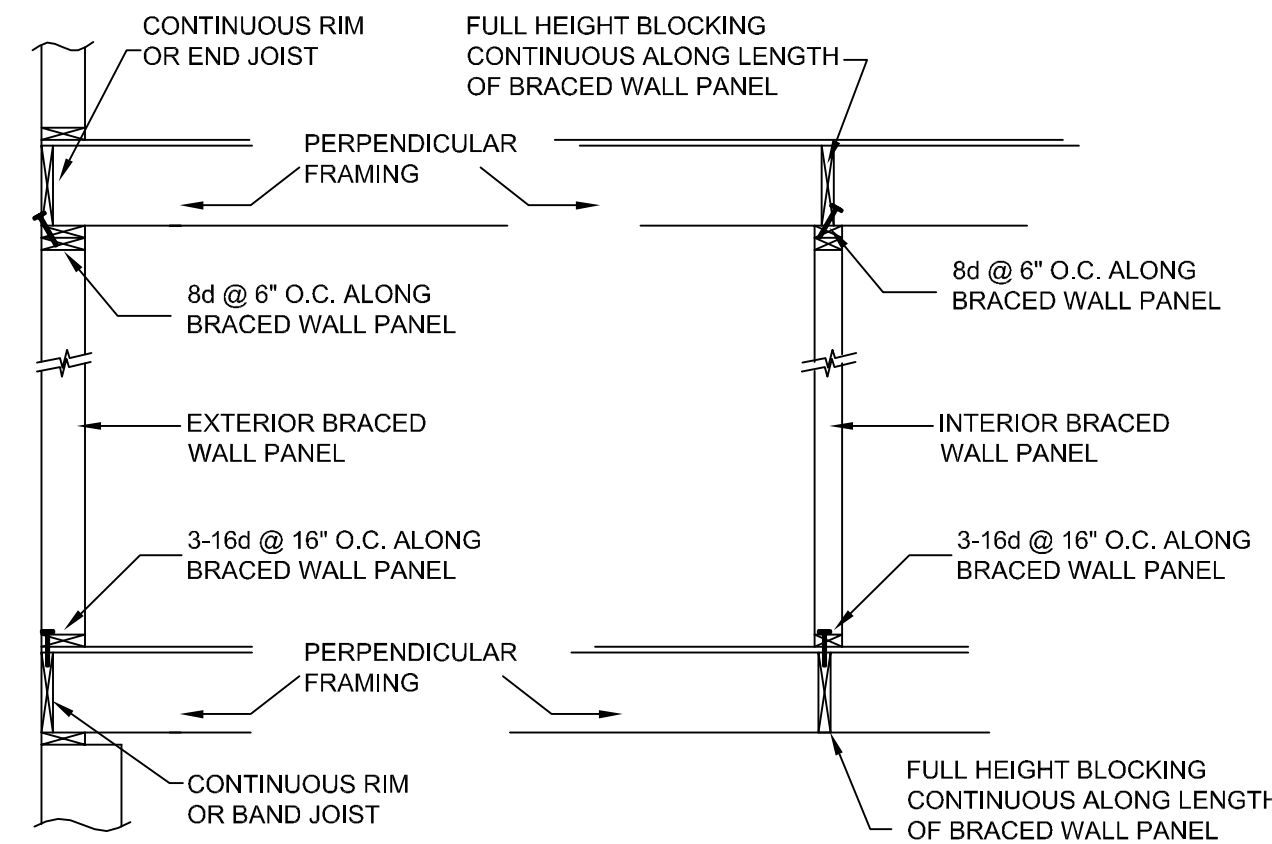 CONTINUOUS RIM
OR END JOIST
FULL HEIGHT BLOCKING
CONTINUOUS ALONG LENGTH
OF BRACED WALL PANEL
PERPENDICULAR
FRAMING
8d @ 6" O.C. ALONG
BRACED WALL PANEL
8d @ 6" O.C. ALONG
BRACED WALL PANEL
EXTERIOR BRACED
WALL PANEL
INTERIOR BRACED
WALL PANEL
3-16d @ 16" O.C. ALONG
BRACED WALL PANEL
3-16d @ 16" O.C. ALONG
BRACED WALL PANEL
PERPENDICULAR
FRAMING
CONTINUOUS RIM
OR BAND JOIST
FULL HEIGHT BLOCKING
CONTINUOUS ALONG LENGTH
OF BRACED WALL PANEL